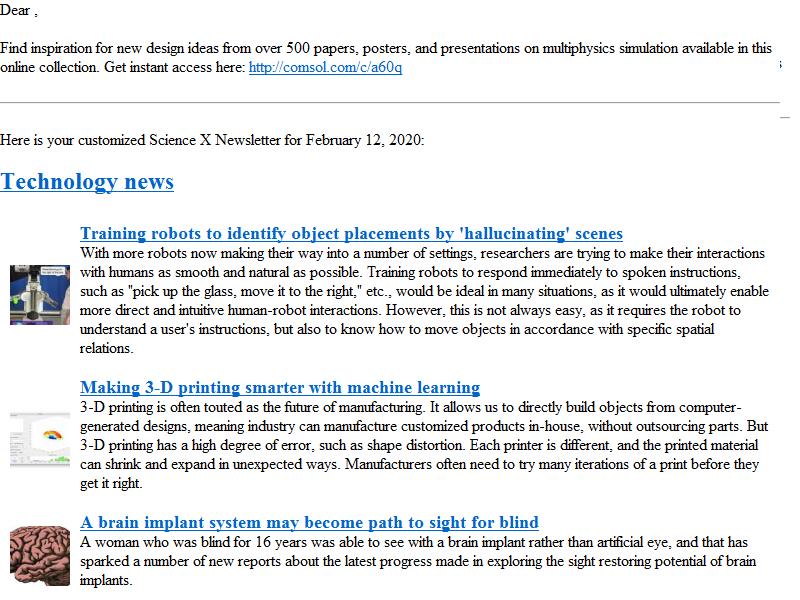 Dear ,
Find inspiration for new design ideas from over 500 papers, posters, and presentations on multiphysics simulation available in this
online collection. Get instant access here: http://comsol.com/c/a60q
Here is your customized Science X Newsletter for February 12, 2020:
Technology news
Training robots to identify object placements by 'hallucinating' scenes
With more robots now making their way into a number of settings, researchers are trying to make their interactions
with humans as smooth and natural as possible. Training robots to respond immediately to spoken instructions,
such as "pick up the glass, move it to the right," etc., would be ideal in many situations, as it would ultimately enable
more direct and intuitive human-robot interactions. However, this is not always easy, as it requires the robot to
understand a user's instructions, but also to know how to move objects in accordance with specific spatial
relations.
Making 3-D printing smarter with machine learning
3-D printing is often touted as the future of manufacturing. It allows us to directly build objects from computer-
generated designs, meaning industry can manufacture customized products in-house, without outsourcing parts. But
3-D printing has a high degree of error, such as shape distortion. Each printer is different, and the printed material
can shrink and expand in unexpected ways. Manufacturers often need to try many iterations of a print before they
get it right.
A brain implant system may become path to sight for blind
A woman who was blind for 16 years was able to see with a brain implant rather than artificial eye, and that has
sparked a number of new reports about the latest progress made in exploring the sight restoring potential of brain
implants.